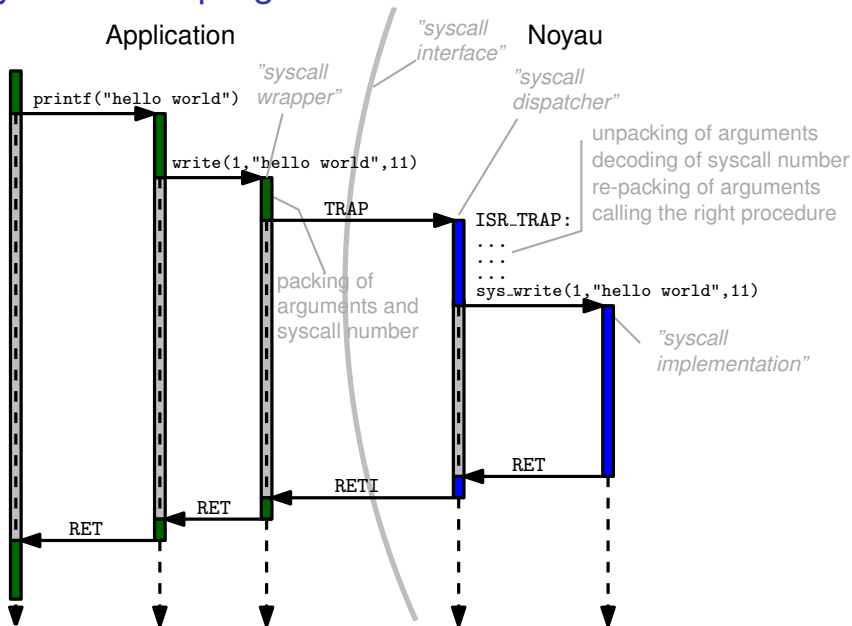 Application
Noyau
"syscall
interface"
"syscall
wrapper"
"syscall
dispatcher"
printf("hello world")
unpacking of arguments
decoding of syscall number
re-packing of arguments
calling the right procedure
write(1,"hello world",11)
TRAP
ISR_TRAP:
...
...
...
packing of
arguments and
syscall number
sys_write(1,"hello world",11)
"syscall
implementation"
RET
RETI
RET
RET